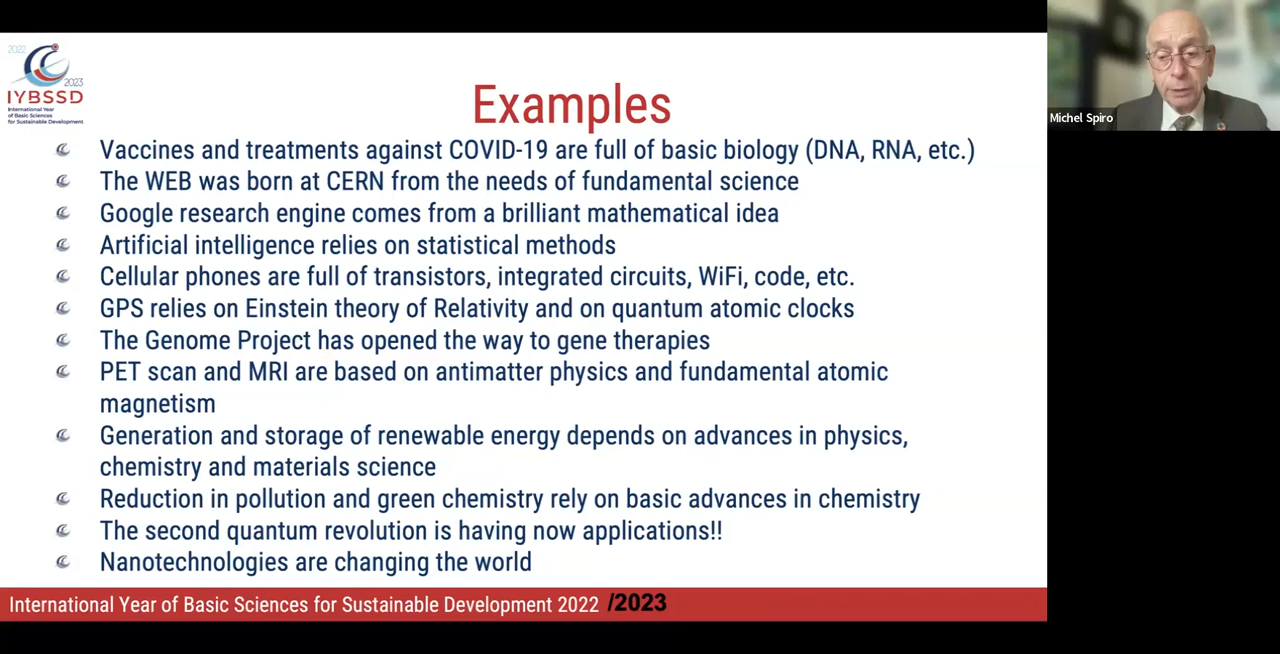 2022
2023
IYBSSD
International Year
of Basic Sciences
for Sustainable Development
Examples
Vaccines and treatments against COVID-19 are full of basic biology (DNA, RNA, etc.)
The WEB was born at CERN from the needs of fundamental science
Google research engine comes from a brilliant mathematical idea
Artificial intelligence relies on statistical methods
Cellular phones are full of transistors, integrated circuits, WiFi, code, etc.
GPS relies on Einstein theory of Relativity and on quantum atomic clocks
The Genome Project has opened the way to gene therapies
PET scan and MRI are based on antimatter physics and fundamental atomic
magnetism
Generation and storage of renewable energy depends on advances in physics,
chemistry and materials science
Reduction in pollution and green chemistry rely on basic advances in chemistry
The second quantum revolution is having now applications!!
Nanotechnologies are changing the world
International Year of Basic Sciences for Sustainable Development 2022 /2023
Michel Spiro